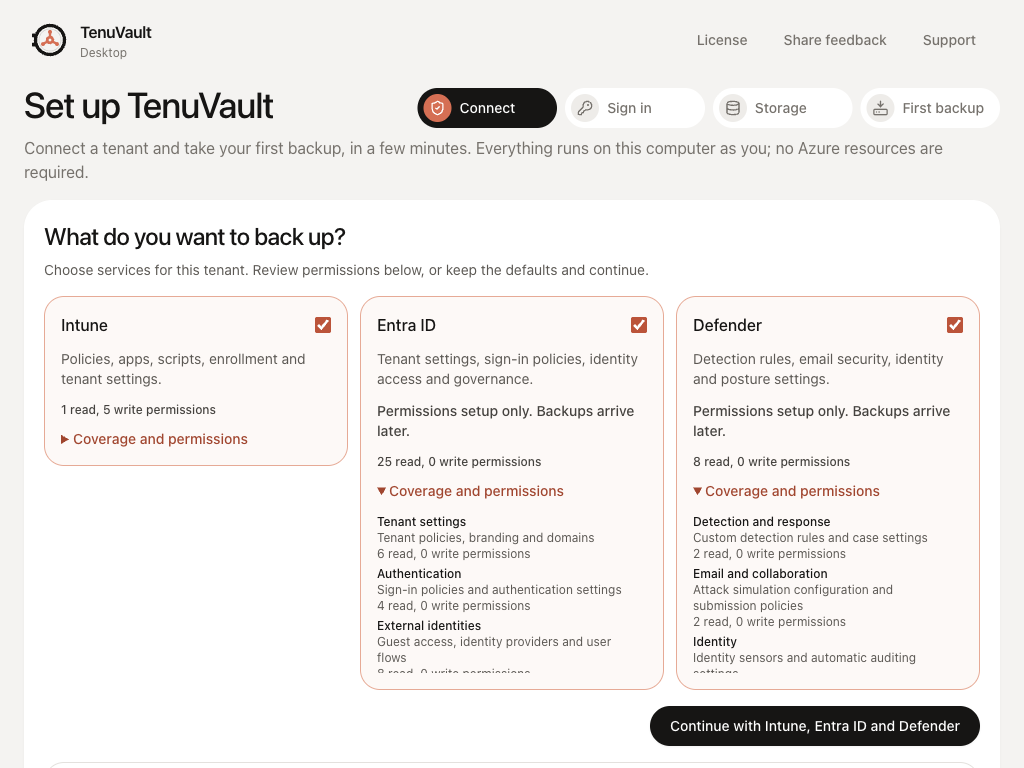 TenuVault
Desktop
License
Share feedback
Support
Set up TenuVault
Connect
Sign in
Storage
First backup
Connect a tenant and take your first backup, in a few minutes. Everything runs on this computer as you; no Azure resources are
required.
What do you want to back up?
Choose services for this tenant. Review permissions below, or keep the defaults and continue.
Intune
Policies, apps, scripts, enrollment and
tenant settings.
1 read, 5 write permissions
Coverage and permissions
Entra ID
Tenant settings, sign-in policies, identity
access and governance.
Permissions setup only. Backups arrive
later.
25 read, 0 write permissions
Coverage and permissions
Tenant settings
Tenant policies, branding and domains
6 read, 0 write permissions
Authentication
Sign-in policies and authentication settings
4 read, 0 write permissions
External identities
Guest access, identity providers and user
flows
8 read, 0 write permissions
Defender
Detection rules, email security, identity
and posture settings.
Permissions setup only. Backups arrive
later.
8 read, 0 write permissions
Coverage and permissions
Detection and response
Custom detection rules and case settings
2 read, 0 write permissions
Email and collaboration
Attack simulation configuration and
submission policies
2 read, 0 write permissions
Identity
Identity sensors and automatic auditing
settings
Continue with Intune, Entra ID and Defender